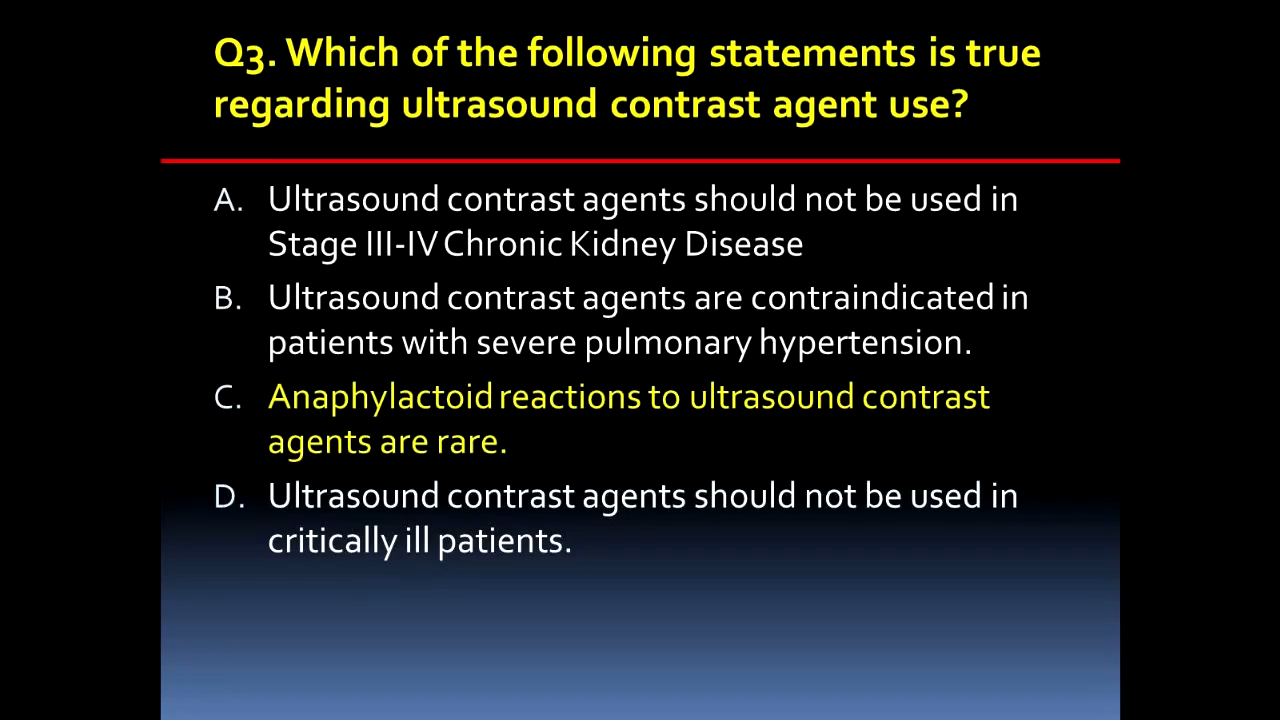 Q3. Which of the following statements is true
regarding ultrasound contrast agent use?
A. Ultrasound contrast agents should not be used in
Stage III-IV Chronic Kidney Disease
B. Ultrasound contrast agents are contraindicated in
patients with severe pulmonary hypertension.
C. Anaphylactoid reactions to ultrasound contrast
agents are rare.
D. Ultrasound contrast agents should not be used in
critically ill patients.